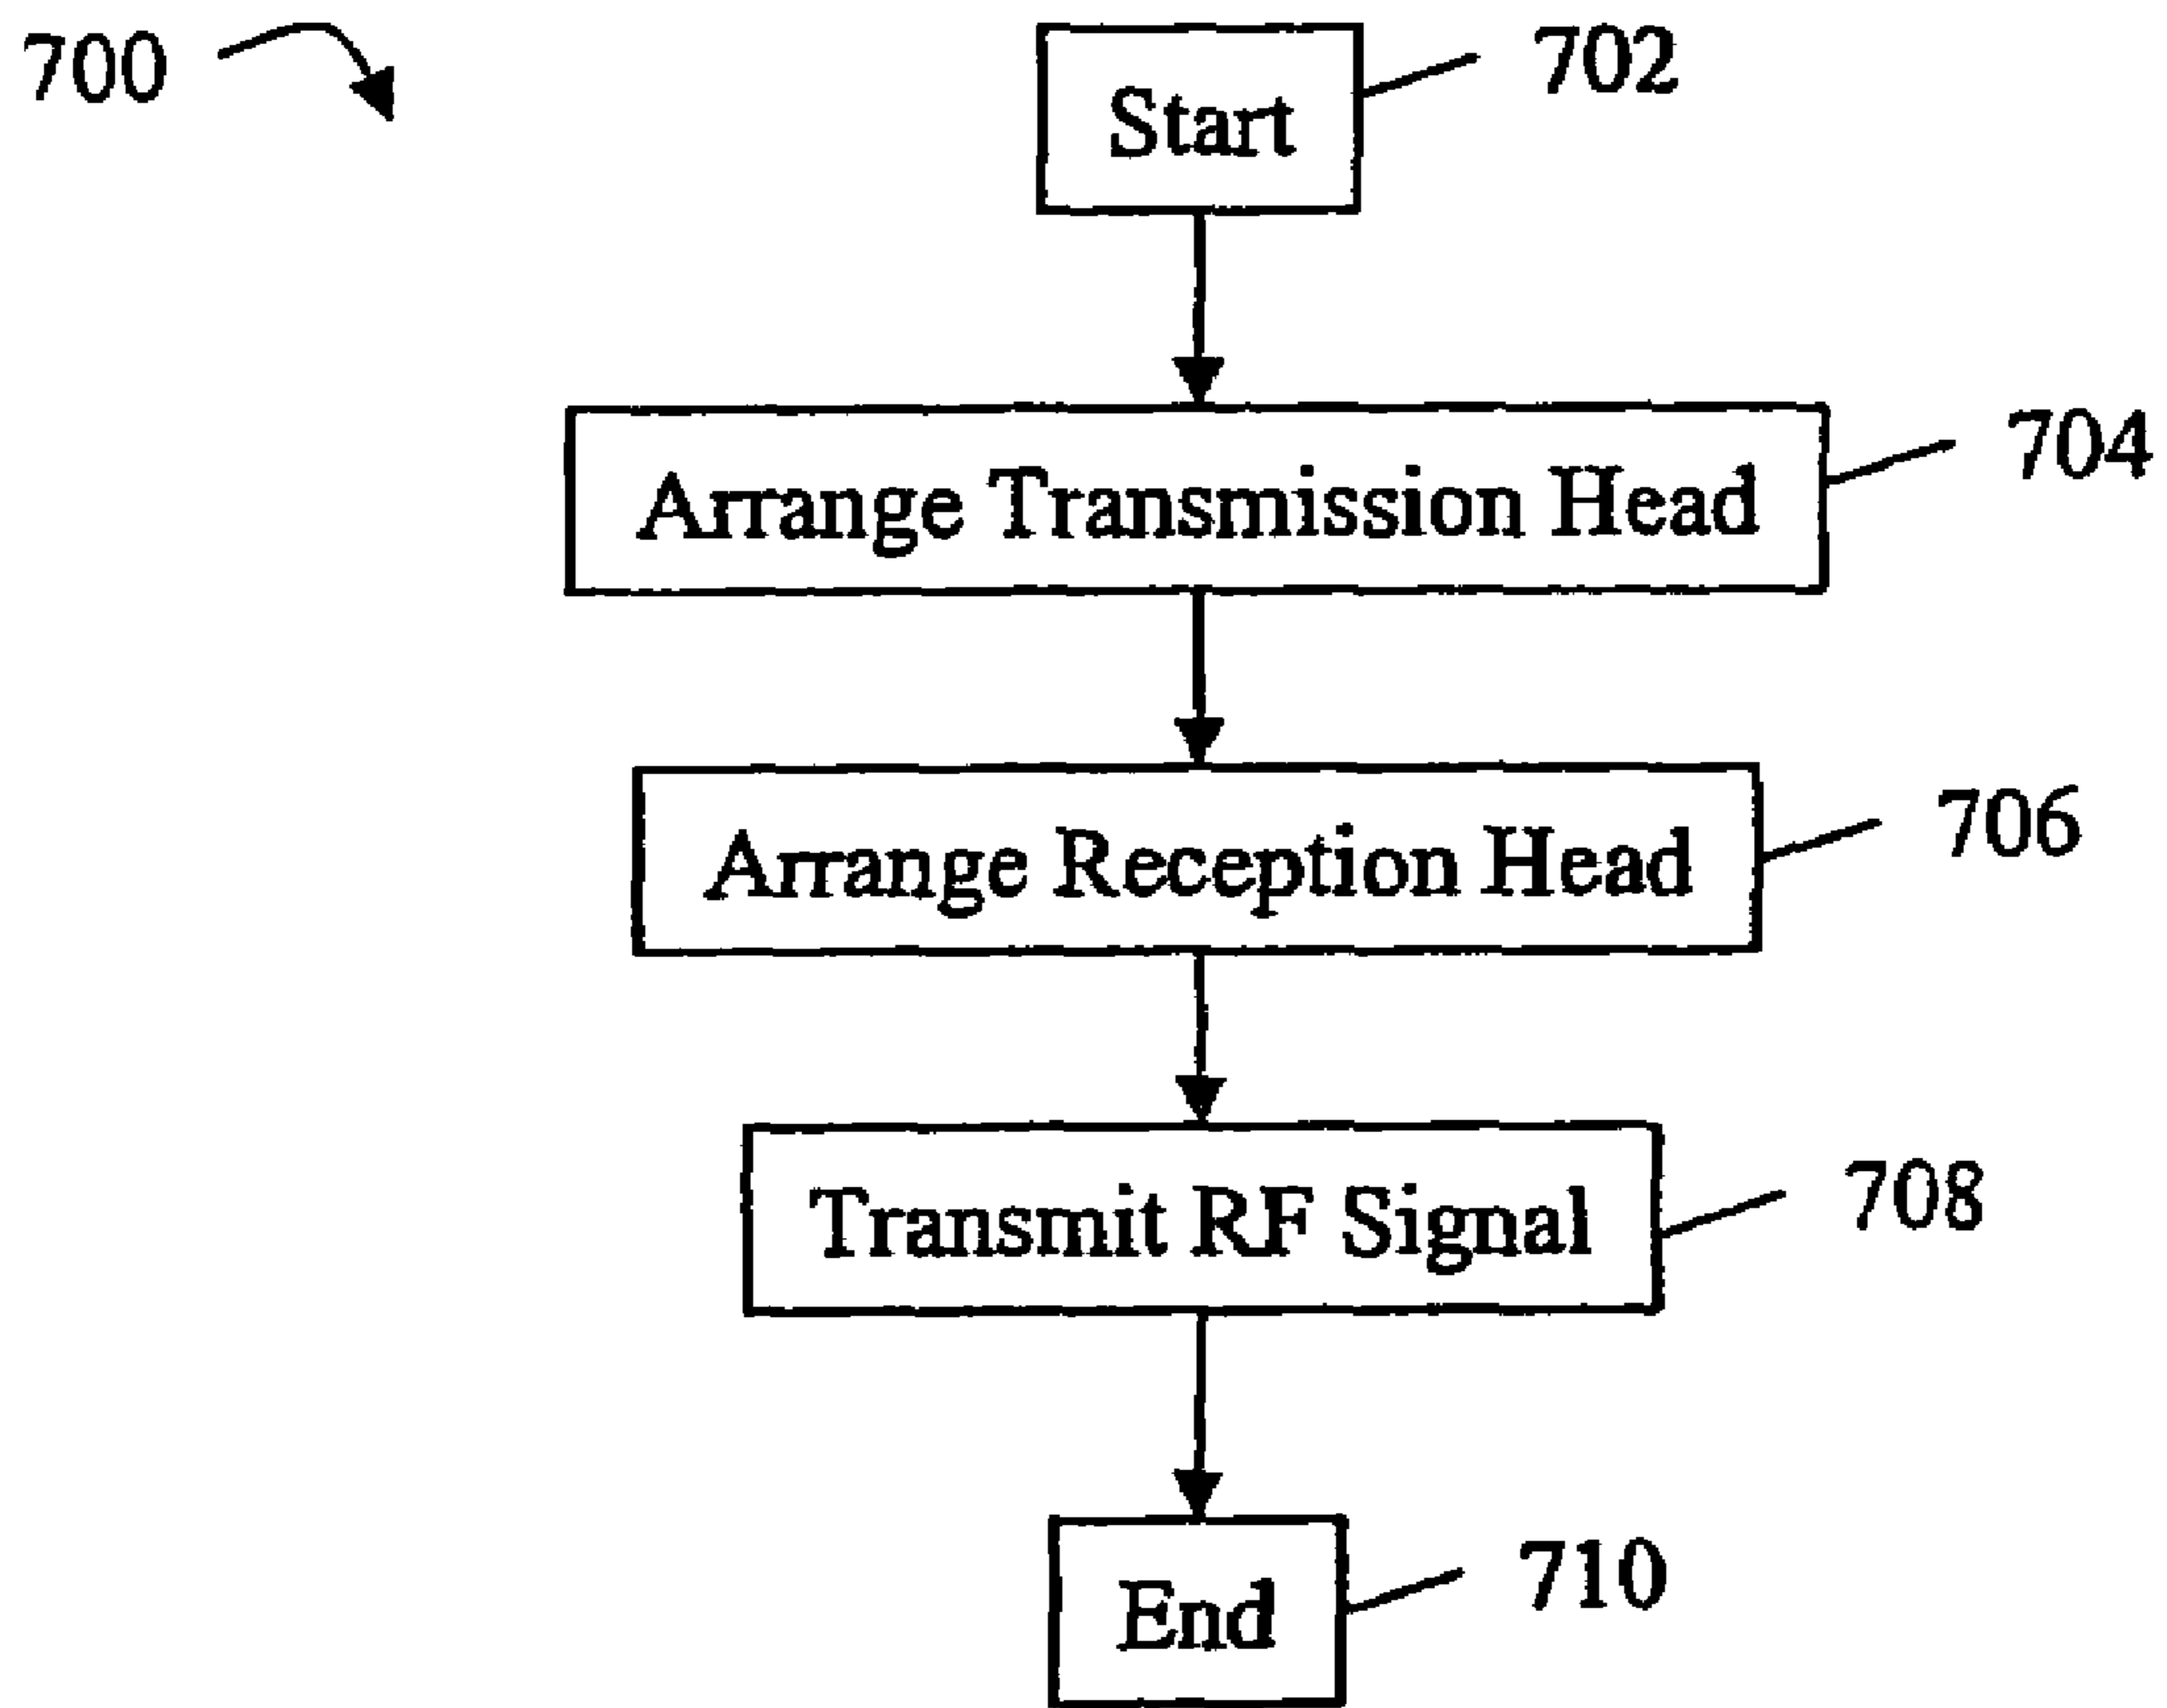 700
Start
702
Arrange Transmission Head
704
Arrange Reception Head
706
Transmit RF Signal
708
End
710